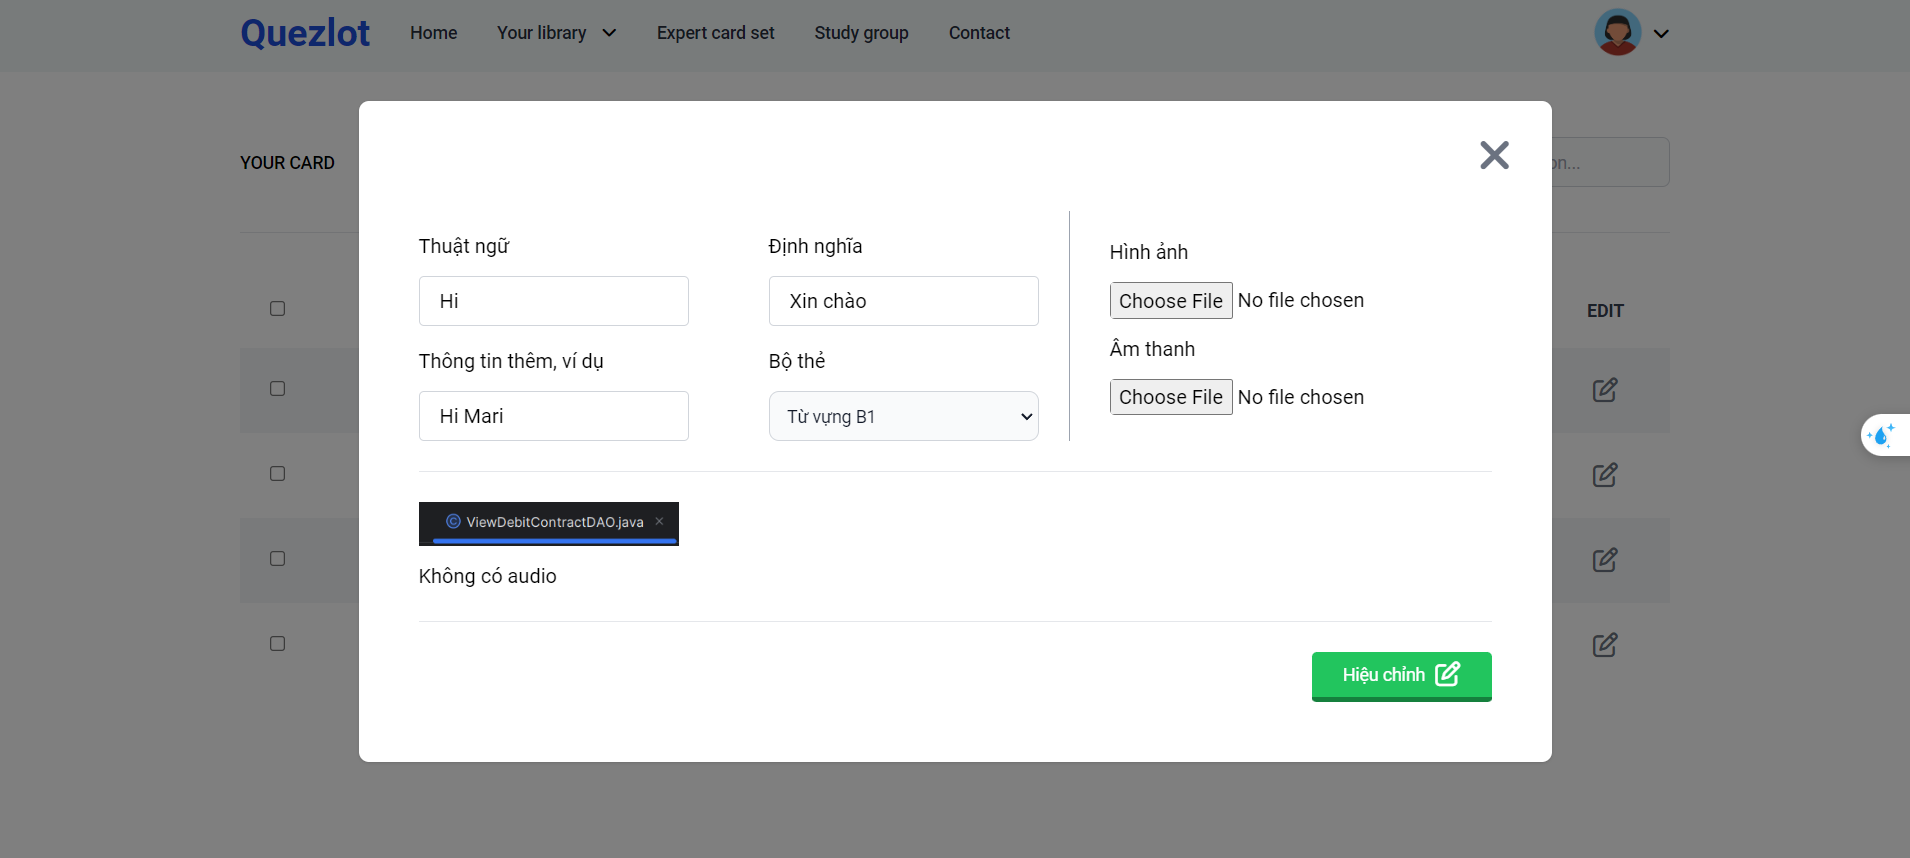 Quezlot Home Your library Expert card set Study group Contact
YOUR CARD
on...
Thuật ngữ Định nghĩa Hình ảnh
Hi Xin chào Choose File No file chosen
EDIT
Thông tin thêm, ví dụ Bộ thẻ Âm thanh
Hi Mari Từ vựng B1 Choose File No file chosen
ViewDebitContractDAO.java
Không có audio
Hiệu chỉnh